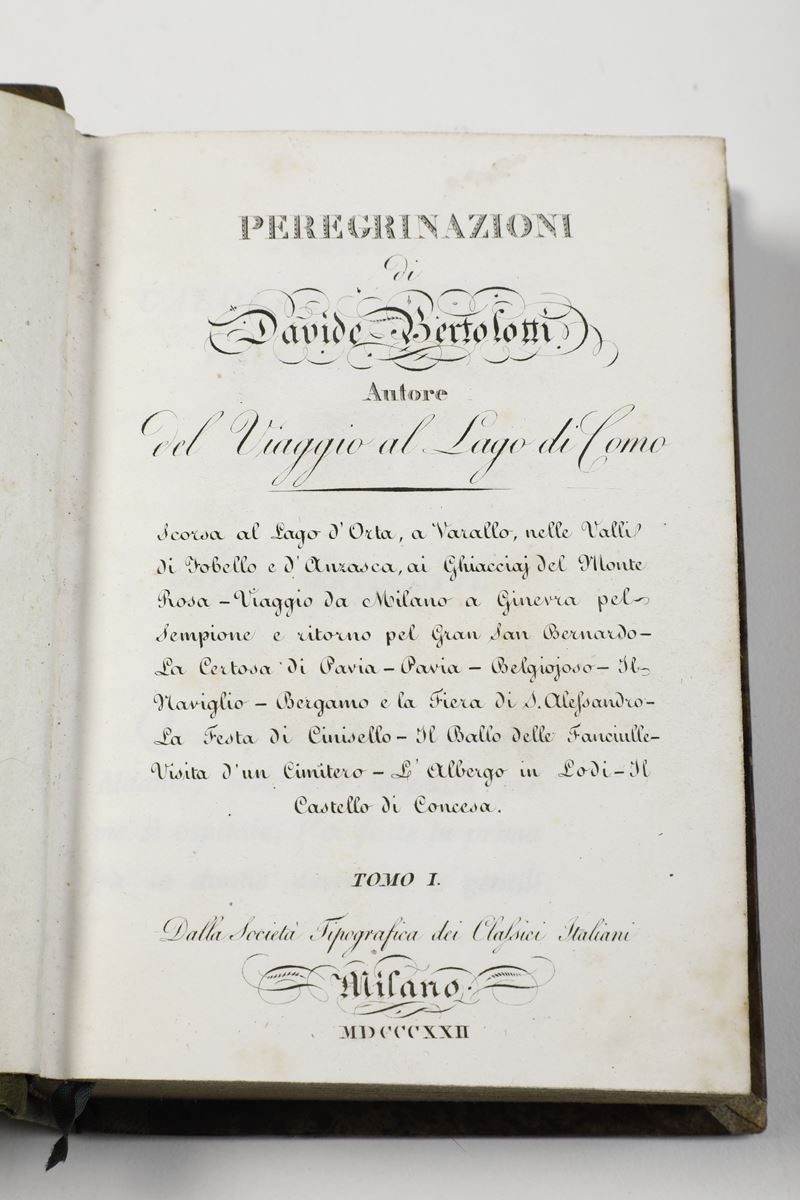 PEREGRINAZIONI
di
Davide Bertolotti
Autore
del Viaggio al Lago di Como
Scorsa al Lago d'Orta, a Varallo, nelle Valli
di Fobello e d'Anzasca, ai Ghiacciaj del Monte
Rosa – Viaggio da Milano a Ginevra pel
Sempione e ritorno pel Gran San Bernardo –
La Certosa di Pavia – Pavia – Belgiojoso – Il
Naviglio – Bergamo e la Fiera di S. Alessandro –
La Festa di Cinisello – Il Ballo delle Fanciulle –
Visita d'un Cimitero – L'Albergo in Lodi – Il
Castello di Concesa.
TOMO I.
Dalla Società Tipografica dei Classici Italiani
Milano.
MDCCCXXII